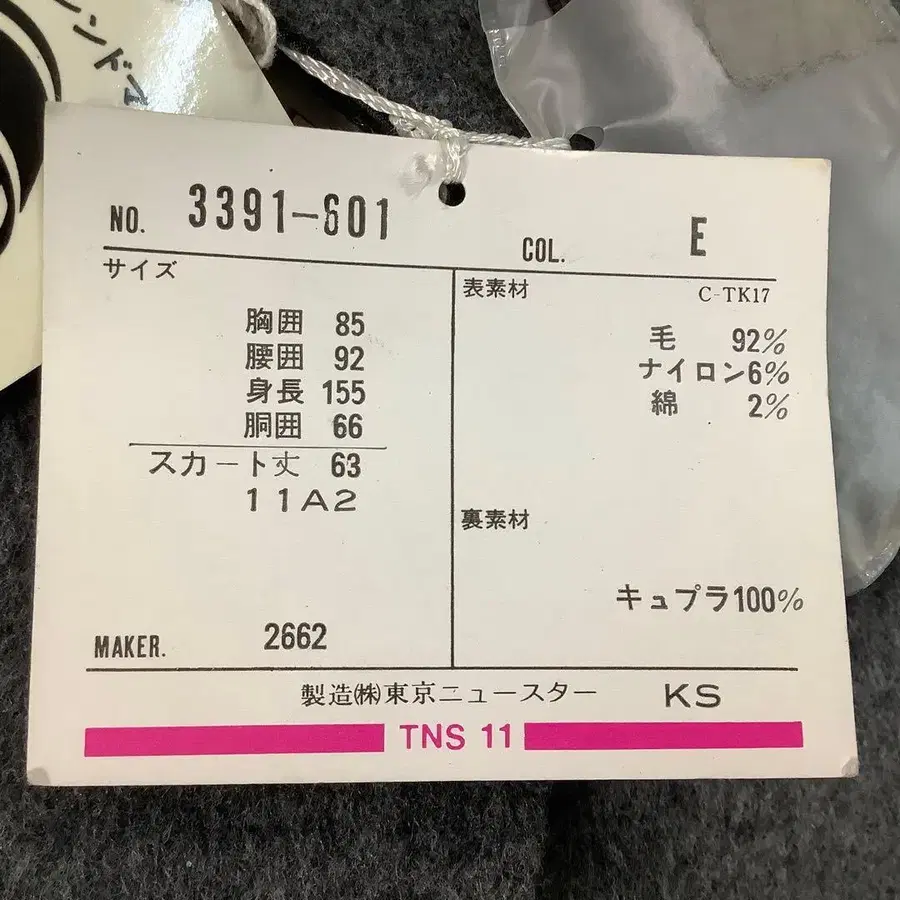 ンド
NO. 3391-601
COL. E
サイズ
胸囲 85
腰囲 92
身長 155
胴囲 66
スカート丈 63
11A2
MAKER. 2662
表素材
C-TK17
毛 92%
ナイロン6%
綿 2%
裏素材
キュプラ100%
製造(株)東京ニュースター KS
TNS 11